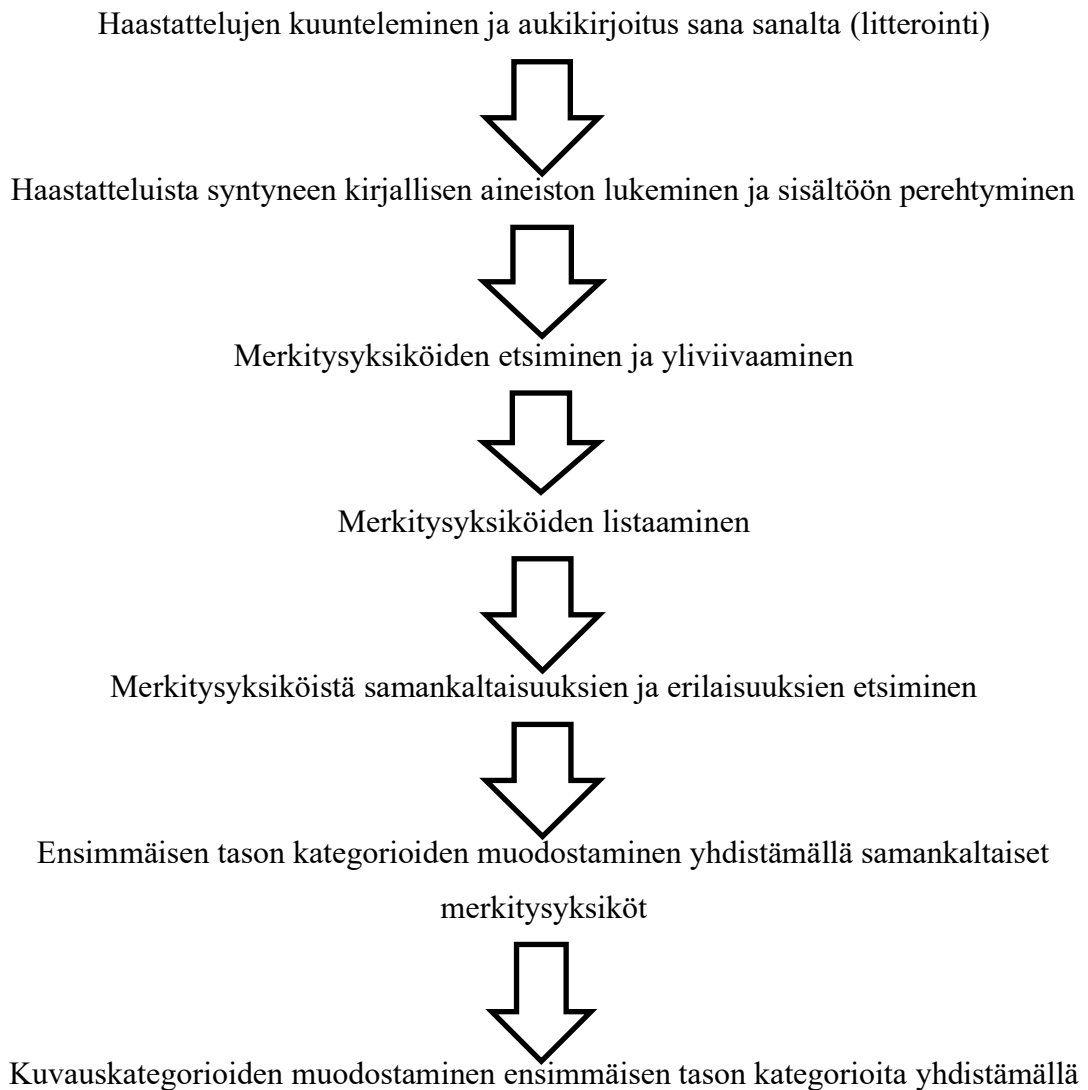 Haastattelujen kuunteleminen ja aukikirjoitus sana sanalta (litterointi)
Haastatteluista syntyneen kirjallisen aineiston lukeminen ja sisältöön perehtyminen
Merkitysyksiköiden etsiminen ja yliviivaaminen
Merkitysyksiköiden listaaminen
Merkitysyksiköistä samankaltaisuuksien ja erilaisuuksien etsiminen
Ensimmäisen tason kategorioiden muodostaminen yhdistämällä samankaltaiset
merkitysyksiköt
Kuvauskategorioiden muodostaminen ensimmäisen tason kategorioita yhdistämällä